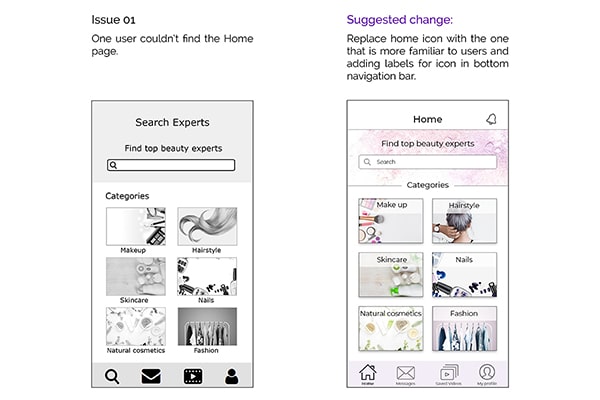 Issue 01
One user couldn't find the Home
page.
Suggested change:
Replace home icon with the one
that is more familiar to users and
adding labels for icon in bottom
navigation bar.
Search Experts
Find top beauty experts
Categories
Makeup
Hairstyle
Skincare
Nails
Natural cosmetics
Fashion
Home
Find top beauty experts
Search
Categories
Make up
Hairstyle
Skincare
Nails
Natural cosmetics
Fashion
Home
Messages
Saved Videos
My profile